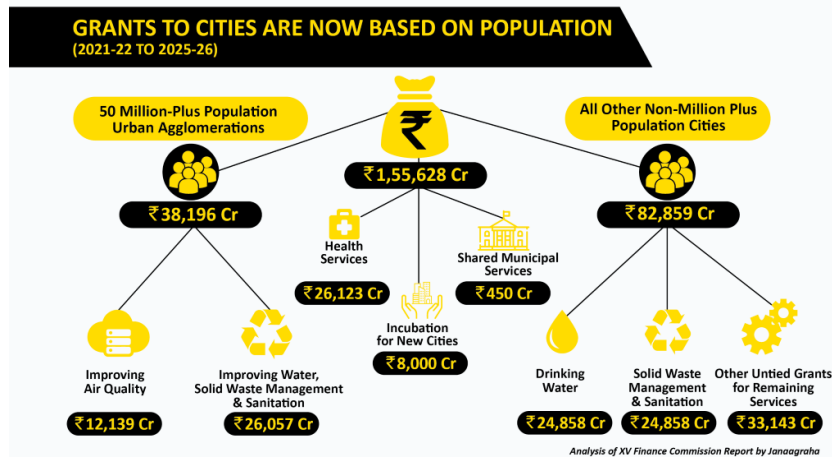 GRANTS TO CITIES ARE NOW BASED ON POPULATION
(2021-22 TO 2025-26)
50 Million-Plus Population
Urban Agglomerations
₹38,196 Cr
₹
₹1,55,628 Cr
All Other Non-Million Plus
Population Cities
₹82,859 Cr
Health
Services
₹26,123 Cr
Incubation
for New Cities
₹8,000 Cr
Shared Municipal
Services
₹450 Cr
Improving
Air Quality
₹12,139 Cr
Improving Water,
Solid Waste Management
& Sanitation
₹26,057 Cr
Drinking
Water
₹24,858 Cr
Solid Waste
Management
& Sanitation
₹24,858 Cr
Other Untied Grants
for Remaining
Services
₹33,143 Cr
Analysis of XV Finance Commission Report by Janaagraha